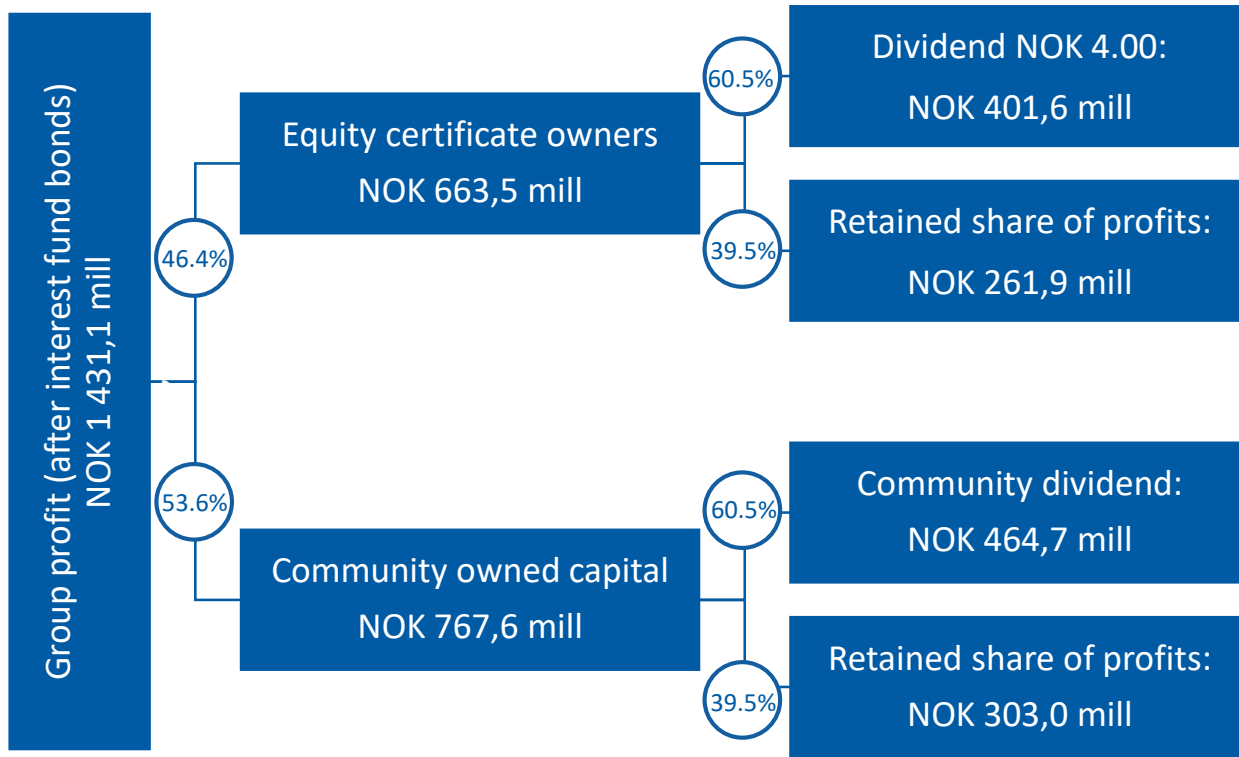 Group profit (after interest fund bonds)
NOK 1 431,1 mill
46.4%
53.6%
Equity certificate owners
NOK 663,5 mill
60.5%
39.5%
Dividend NOK 4.00:
NOK 401,6 mill
Retained share of profits:
NOK 261,9 mill
Community owned capital
NOK 767,6 mill
60.5%
39.5%
Community dividend:
NOK 464,7 mill
Retained share of profits:
NOK 303,0 mill